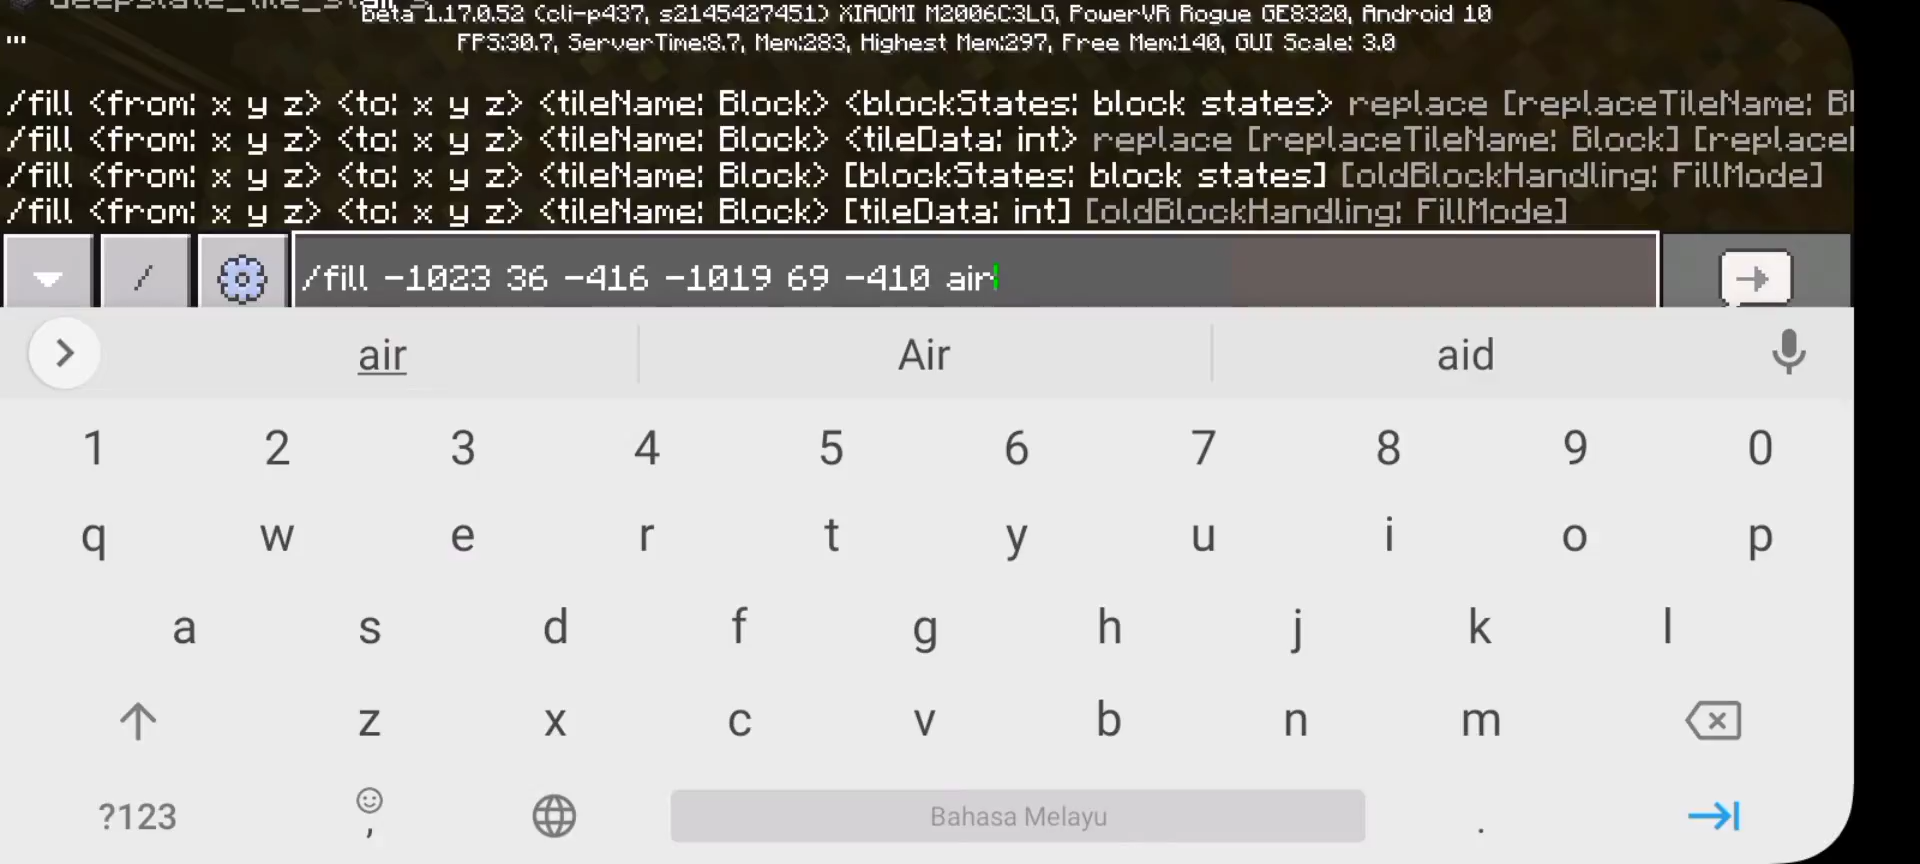 Beta 1.17.0.52 (cli-p437, s2145427451) XIAOMI M2006C3LG, PowerVR Rogue GE8320, Android 10
...
FPS:30.7, ServerTime:8.7, Mem:283, Highest Mem:297, Free Mem:140, GUI Scale: 3.0
/fill <from: x y z> <to: x y z> <tileName: Block> <blockStates: block states> replace [replaceTileName: Bl
/fill <from: x y z> <to: x y z> <tileName: Block> <tileData: int> replace [replaceTileName: Block] [replace
/fill <from: x y z> <to: x y z> <tileName: Block> [blockStates: block states] [oldBlockHandling: FillMode]
/fill <from: x y z> <to: x y z> <tileName: Block> [tileData: int] [oldBlockHandling: FillMode]
/
/fill -1023 36 -416 -1019 69 -410 air
air Air aid
1 2 3 4 5 6 7 8 9 0
q w e r t y u i o p
a s d f g h j k l
z x c v b n m
?123 , Bahasa Melayu .